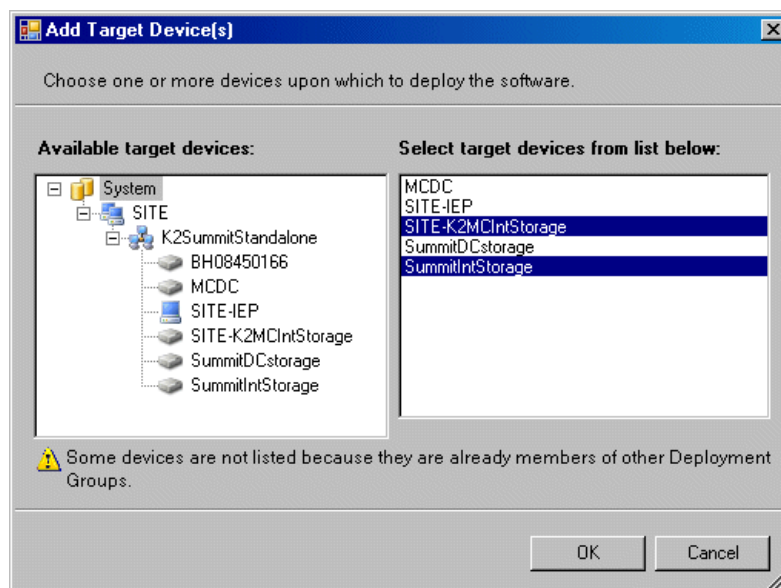 Add Target Device(s)
Choose one or more devices upon which to deploy the software.
Available target devices:
System
SITE
K2SummitStandalone
BH08450166
MCDC
SITE-IEP
SITE-K2MCIntStorage
SummitDCstorage
SummitIntStorage
Select target devices from list below:
MCDC
SITE-IEP
SITE-K2MCIntStorage
SummitDCstorage
SummitIntStorage
Some devices are not listed because they are already members of other Deployment
Groups.
OK
Cancel